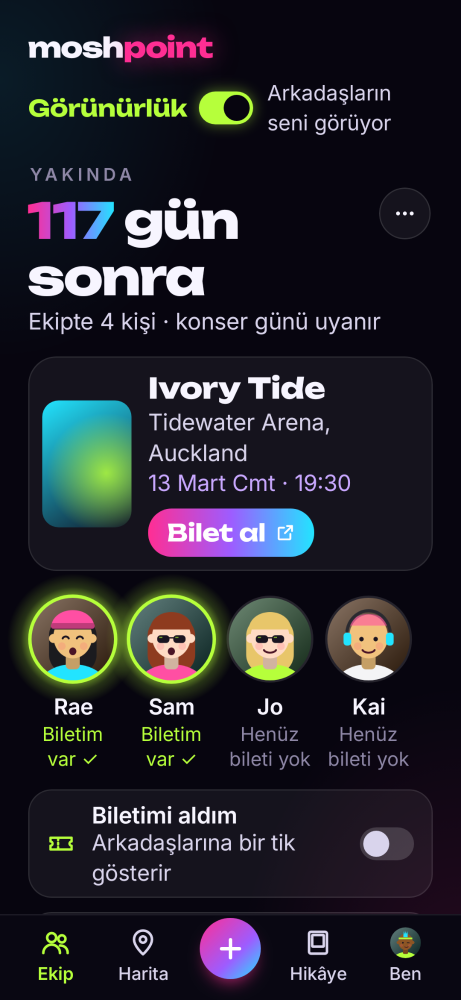 moshpoint
Görünürlük
Arkadaşların
seni görüyor
YAKINDA
117 gün
sonra
Ekipte 4 kişi · konser günü uyanır
Ivory Tide
Tidewater Arena,
Auckland
13 Mart Cmt · 19:30
Bilet al
Rae
Biletim
var ✓
Sam
Biletim
var ✓
Jo
Henüz
bileti yok
Kai
Henüz
bileti yok
Biletimi aldım
Arkadaşlarına bir tik
gösterir
Ekip
Harita
Hikâye
Ben